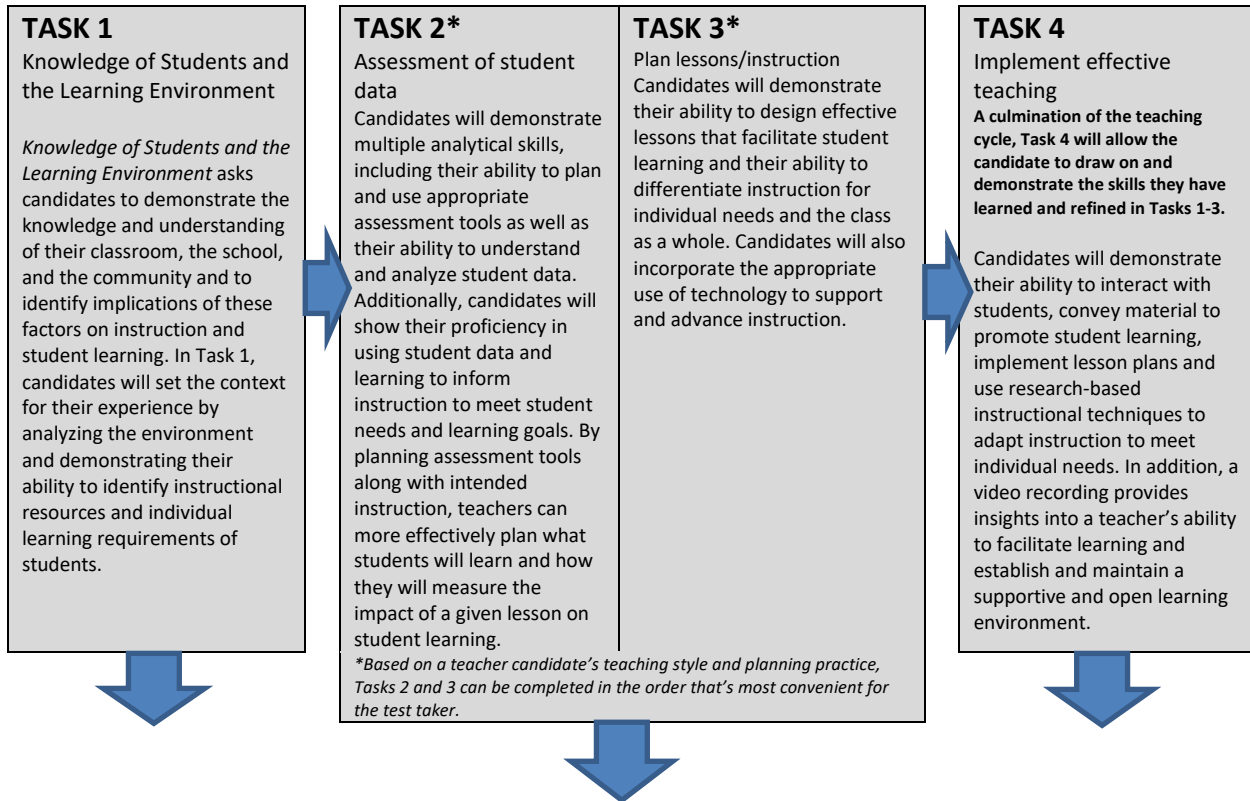 TASK 1
Knowledge of Students and
the Learning Environment
Knowledge of Students and the
Learning Environment asks
candidates to demonstrate the
knowledge and understanding
of their classroom, the school,
and the community and to
identify implications of these
factors on instruction and
student learning. In Task 1,
candidates will set the context
for their experience by
analyzing the environment
and demonstrating their
ability to identify instructional
resources and individual
learning requirements of
students.
TASK 2*
Assessment of student
data
Candidates will demonstrate
multiple analytical skills,
including their ability to plan
and use appropriate
assessment tools as well as
their ability to understand
and analyze student data.
Additionally, candidates will
show their proficiency in
using student data and
learning to inform
instruction to meet student
needs and learning goals. By
planning assessment tools
along with intended
instruction, teachers can
more effectively plan what
students will learn and how
they will measure the
impact of a given lesson on
student learning.
TASK 3*
Plan lessons/instruction
Candidates will demonstrate
their ability to design effective
lessons that facilitate student
learning and their ability to
differentiate instruction for
individual needs and the class
as a whole. Candidates will also
incorporate the appropriate
use of technology to support
and advance instruction.
*Based on a teacher candidate's teaching style and planning practice,
Tasks 2 and 3 can be completed in the order that's most convenient for
the test taker.
TASK 4
Implement effective
teaching
A culmination of the teaching
cycle, Task 4 will allow the
candidate to draw on and
demonstrate the skills they have
learned and refined in Tasks 1-3.
Candidates will demonstrate
their ability to interact with
students, convey material to
promote student learning,
implement lesson plans and
use research-based
instructional techniques to
adapt instruction to meet
individual needs. In addition, a
video recording provides
insights into a teacher's ability
to facilitate learning and
establish and maintain a
supportive and open learning
environment.